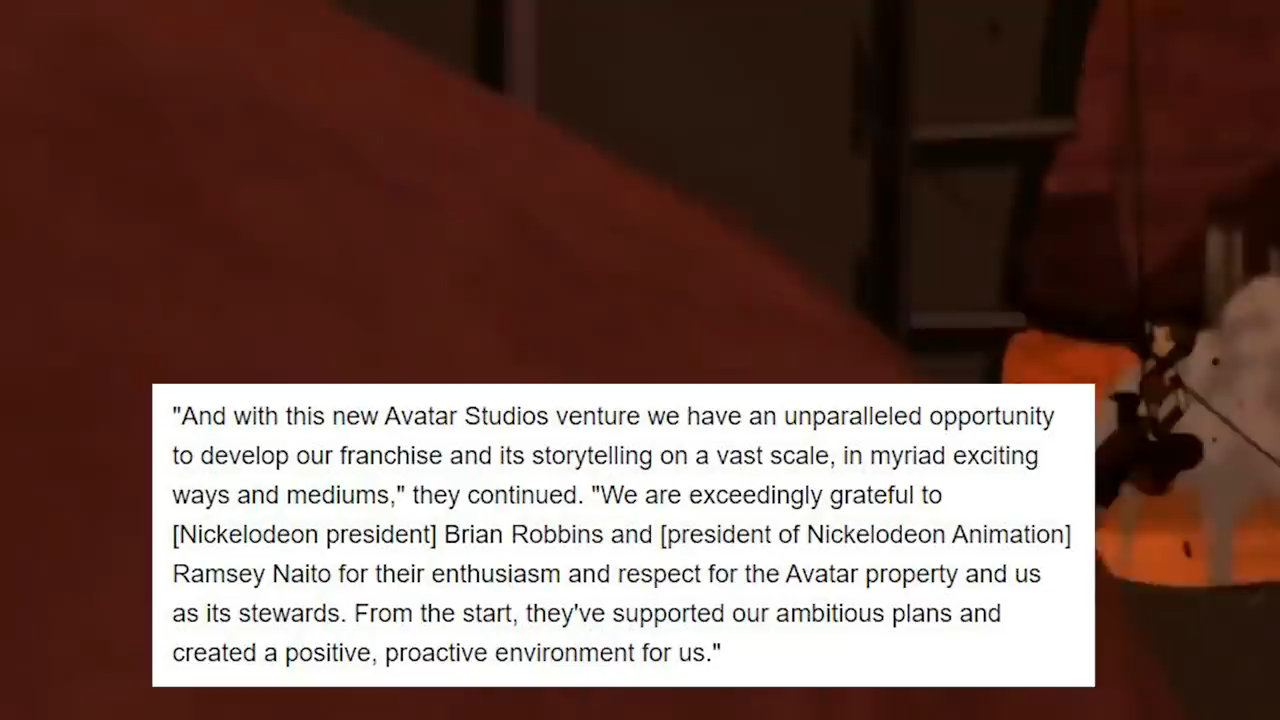 "And with this new Avatar Studios venture we have an unparalleled opportunity
to develop our franchise and its storytelling on a vast scale, in myriad exciting
ways and mediums," they continued. "We are exceedingly grateful to
[Nickelodeon president] Brian Robbins and [president of Nickelodeon Animation]
Ramsey Naito for their enthusiasm and respect for the Avatar property and us
as its stewards. From the start, they've supported our ambitious plans and
created a positive, proactive environment for us."